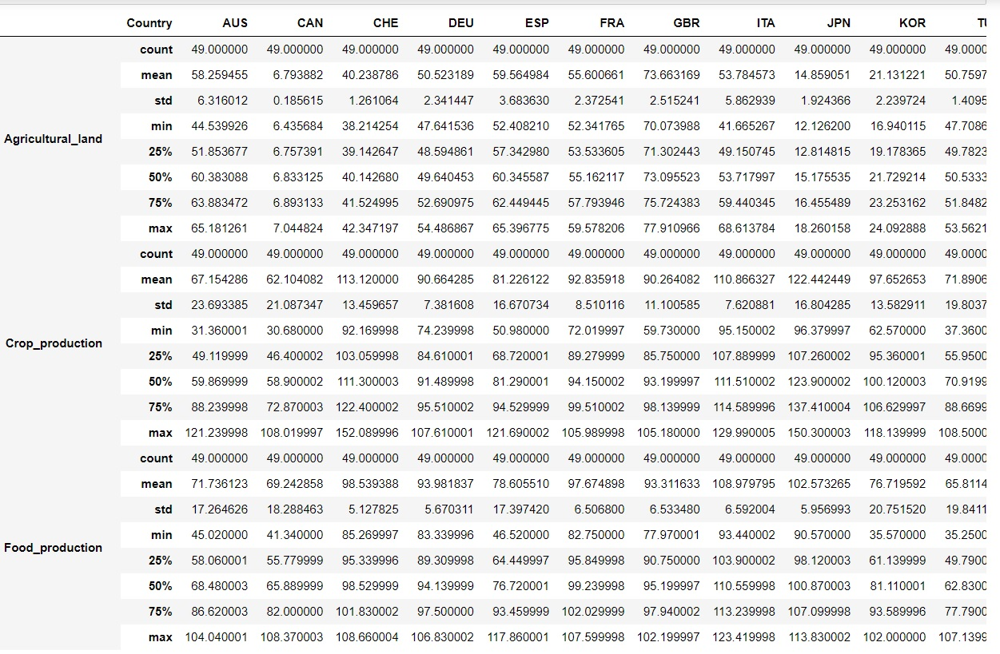 Country AUS CAN CHE DEU ESP FRA GBR ITA JPN KOR
count 49.000000 49.000000 49.000000 49.000000 49.000000 49.000000 49.000000 49.000000 49.000000 49.000000 49.0000
mean 58.259455 6.793882 40.238786 50.523189 59.564984 55.600661 73.663169 53.784573 14.859051 21.131221 50.7597
std 6.316012 0.185615 1.261064 2.341447 3.683630 2.372541 2.515241 5.862939 1.924366 2.239724 1.4095
min 44.539926 6.435684 38.214254 47.641536 52.408210 52.341765 70.073988 41.665267 12.126200 16.940115 47.7086
Agricultural_land
25% 51.853677 6.757391 39.142647 48.594861 57.342980 53.533605 71.302443 49.150745 12.814815 19.178365 49.7823
50% 60.383088 6.833125 40.142680 49.640453 60.345587 55.162117 73.095523 53.717997 15.175535 21.729214 50.5333
75% 63.883472 6.893133 41.524995 52.690975 62.449445 57.793946 75.724383 59.440345 16.455489 23.253162 51.8482
max 65.181261 7.044824 42.347197 54.486867 65.396775 59.578206 77.910966 68.613784 18.260158 24.092888 53.5621
count 49.000000 49.000000 49.000000 49.000000 49.000000 49.000000 49.000000 49.000000 49.000000 49.000000 49.0000
mean 67.154286 62.104082 113.120000 90.664285 81.226122 92.835918 90.264082 110.866327 122.442449 97.652653 71.8906
std 23.693385 21.087347 13.459657 7.381608 16.670734 8.510116 11.100585 7.620881 16.804285 13.582911 19.8037
min 31.360001 30.680000 92.169998 74.239998 50.980000 72.019997 59.730000 95.150002 96.379997 62.570000 37.3600
Crop_production
25% 49.119999 46.400002 103.059998 84.610001 68.720001 89.279999 85.750000 107.889999 107.260002 95.360001 55.9500
50% 59.869999 58.900002 111.300003 91.489998 81.290001 94.150002 93.199997 111.510002 123.900002 100.120003 70.9199
75% 88.239998 72.870003 122.400002 95.510002 94.529999 99.510002 98.139999 114.589996 137.410004 106.629997 88.6699
max 121.239998 108.019997 152.089996 107.610001 121.690002 105.989998 105.180000 129.990005 150.300003 118.139999 108.5000
count 49.000000 49.000000 49.000000 49.000000 49.000000 49.000000 49.000000 49.000000 49.000000 49.000000 49.0000
mean 71.736123 69.242858 98.539388 93.981837 78.605510 97.674898 93.311633 108.979795 102.573265 76.719592 65.8114
std 17.264626 18.288463 5.127825 5.670311 17.397420 6.506800 6.533480 6.592004 5.956993 20.751520 19.8411
min 45.020000 41.340000 85.269997 83.339996 46.520000 82.750000 77.970001 93.440002 90.570000 35.570000 35.2500
Food_production
25% 58.060001 55.779999 95.339996 89.309998 64.449997 95.849998 90.750000 103.900002 98.120003 61.139999 49.7900
50% 68.480003 65.889999 98.529999 94.139999 76.720001 99.239998 95.199997 110.559998 100.870003 81.110001 62.8300
75% 86.620003 82.000000 101.830002 97.500000 93.459999 102.029999 97.940002 113.239998 107.099998 93.589996 77.7900
max 104.040001 108.370003 108.660004 106.830002 117.860001 107.599998 102.199997 123.419998 113.830002 102.000000 107.1399